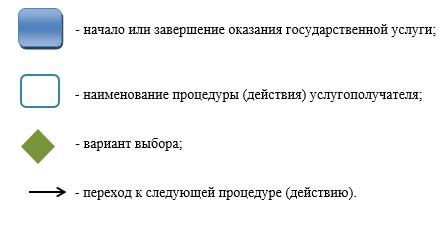 - начало или завершение оказания государственной услуги;
- наименование процедуры (действия) услугополучателя;
- вариант выбора;
- переход к следующей процедуре (действию).